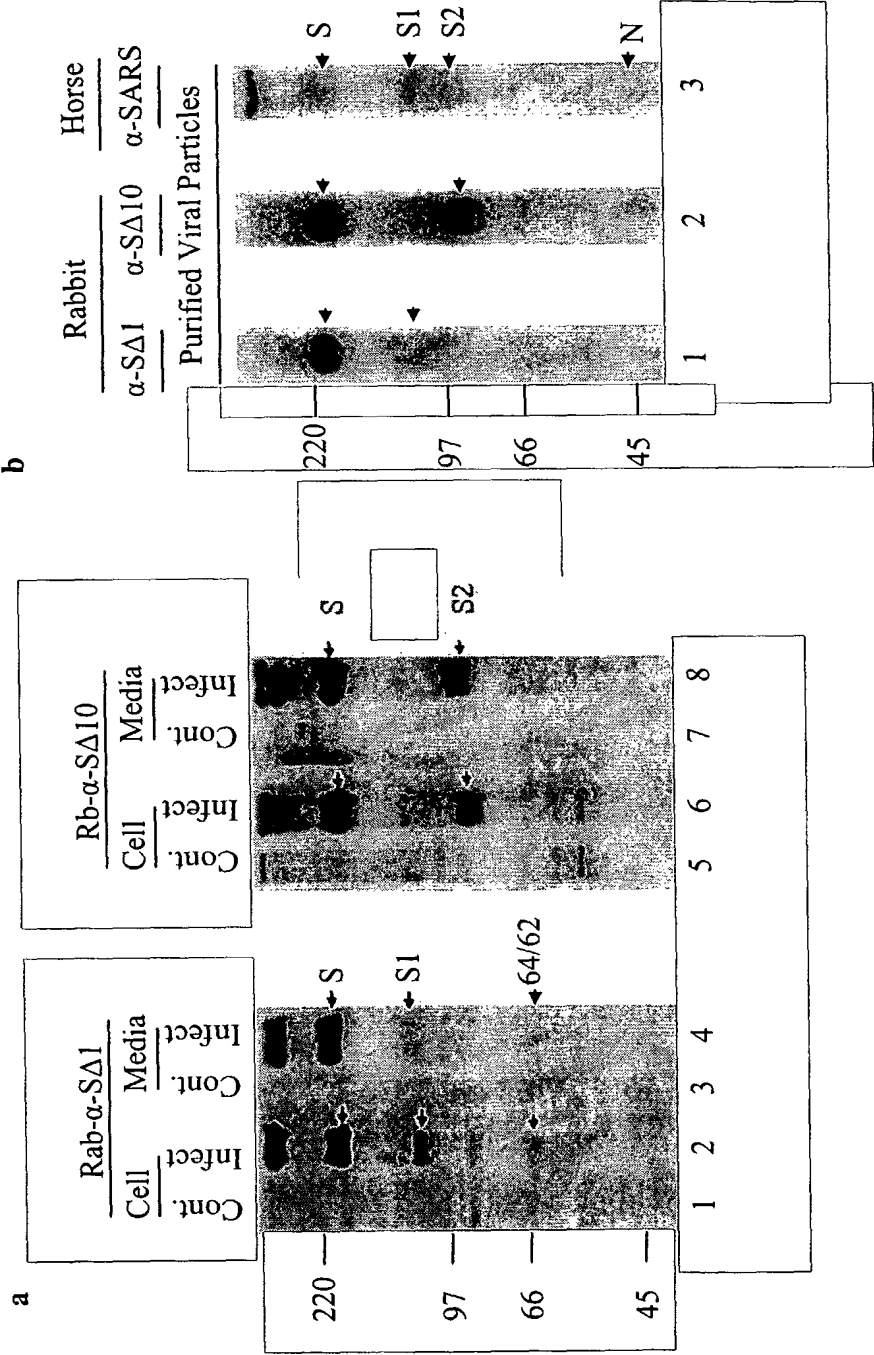 a
Rab-α-SΔ1
Cell Media
Cont. Infect Cont. Infect
220
97
66
45
S
S1
64/62
1 2 3 4
Rb-α-SΔ10
Cell Media
Cont. Infect Cont. Infect
S
S2
5 6 7 8
b
Rabbit Horse
α-SΔ1 α-SΔ10 α-SARS
Purified Viral Particles
220
97
66
45
S
S1
S2
N
1 2 3